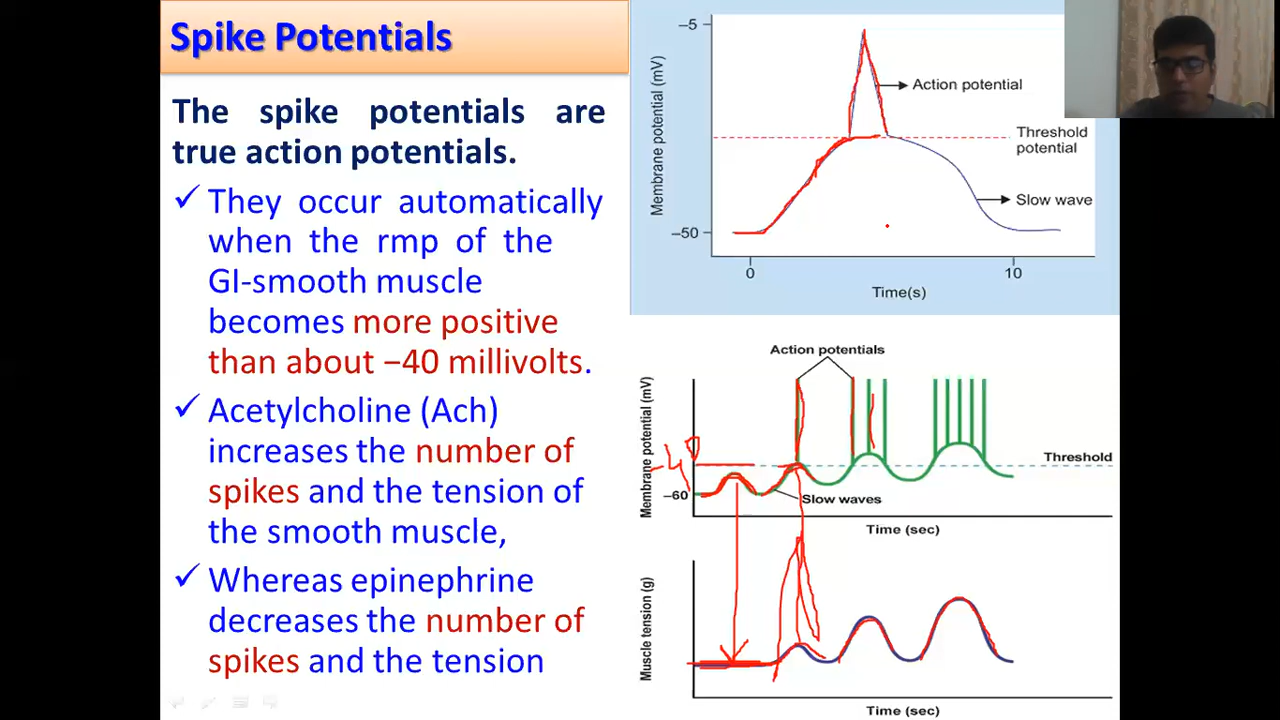 Spike Potentials
The spike potentials are
true action potentials.
✓ They occur automatically
when the rmp of the
GI-smooth muscle
becomes more positive
than about −40 millivolts.
✓ Acetylcholine (Ach)
increases the number of
spikes and the tension of
the smooth muscle,
✓ Whereas epinephrine
decreases the number of
spikes and the tension
−5
Membrane potential (mV)
Action potential
Threshold
potential
Slow wave
−50
0
10
Time(s)
Action potentials
Membrane potential (mV)
−40
Threshold
−60
Slow waves
Time (sec)
Muscle tension (g)
Time (sec)